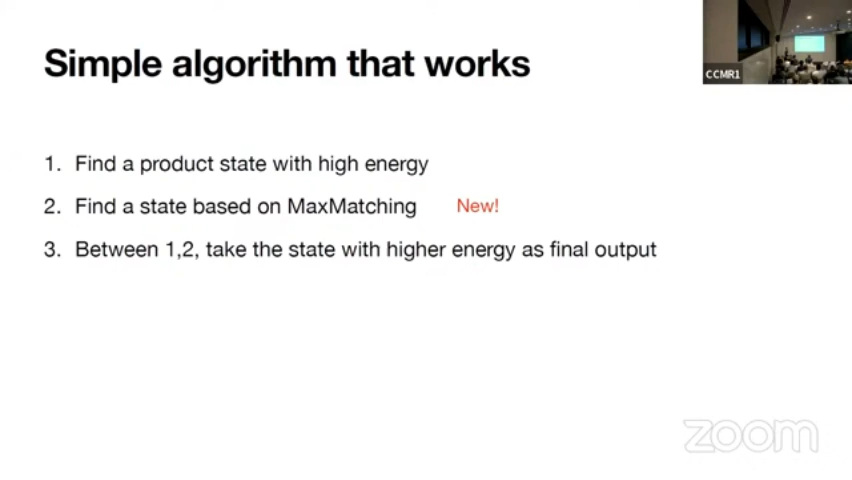 Simple algorithm that works
CCMR1
1. Find a product state with high energy
2. Find a state based on MaxMatching New!
3. Between 1,2, take the state with higher energy as final output
zoom